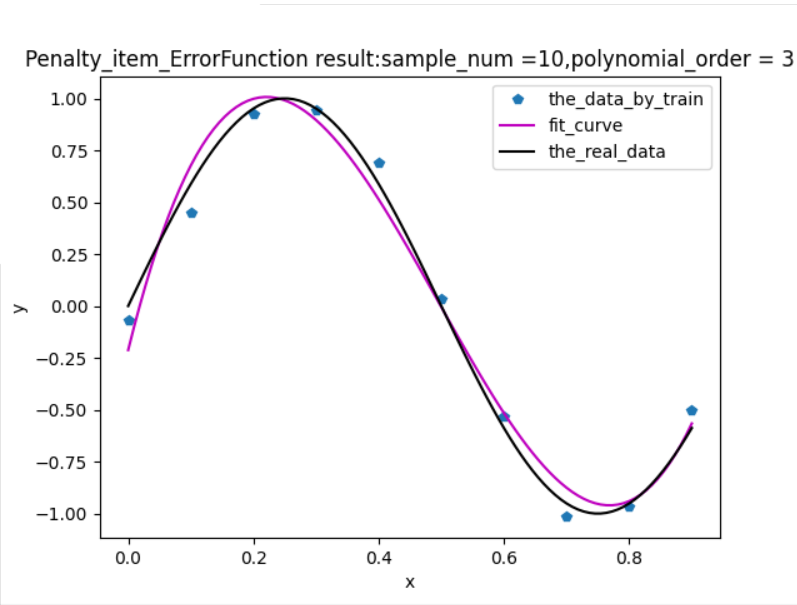 Penalty_item_ErrorFunction result:sample_num =10,polynomial_order = 3
the_data_by_train
fit_curve
the_real_data
1.00
0.75
0.50
0.25
0.00
−0.25
−0.50
−0.75
−1.00
y
0.0 0.2 0.4 0.6 0.8
x